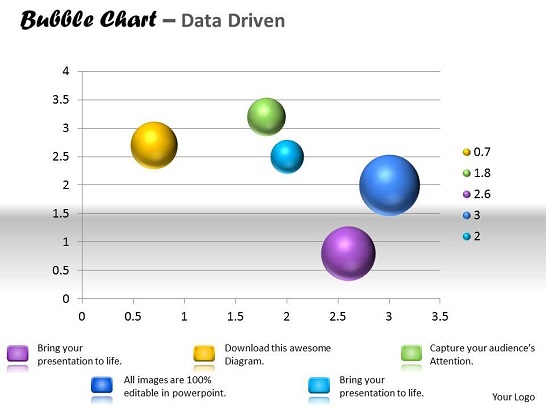 Bubble Chart – Data Driven
4
3.5
3
2.5
2
1.5
1
0.5
0
0 0.5 1 1.5 2 2.5 3 3.5
0.7
1.8
2.6
3
2
Bring your
presentation to life.
Download this awesome
Diagram.
Capture your audience's
Attention.
All images are 100%
editable in powerpoint.
Bring your
presentation to life.
Your Logo